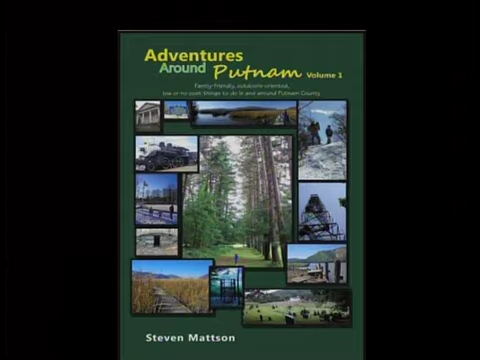 Adventures
Around Putnam Volume 1
Family-friendly, outdoors-oriented,
low or no cost things to do in and around Putnam County
Steven Mattson